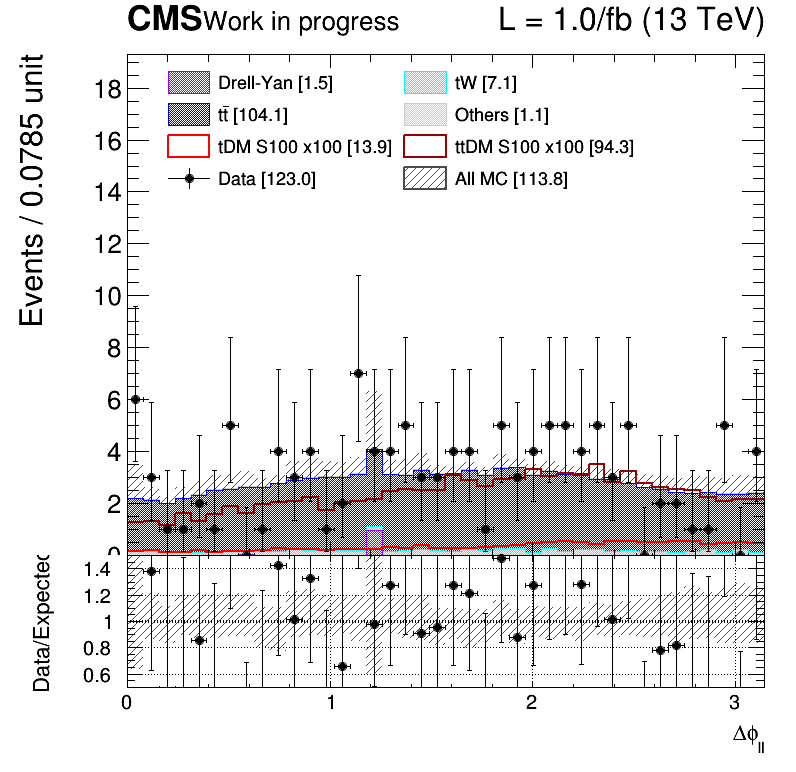 CMS Work in progress L = 1.0/fb (13 TeV)
Events / 0.0785 unit
18
16
14
12
10
8
6
4
2
0
Drell-Yan [1.5] tW [7.1]
tt̄ [104.1] Others [1.1]
tDM S100 x100 [13.9] ttDM S100 x100 [94.3]
Data [123.0] All MC [113.8]
Data/Expected
1.4
1.2
1
0.8
0.6
0 1 2 3
Δϕ_ll